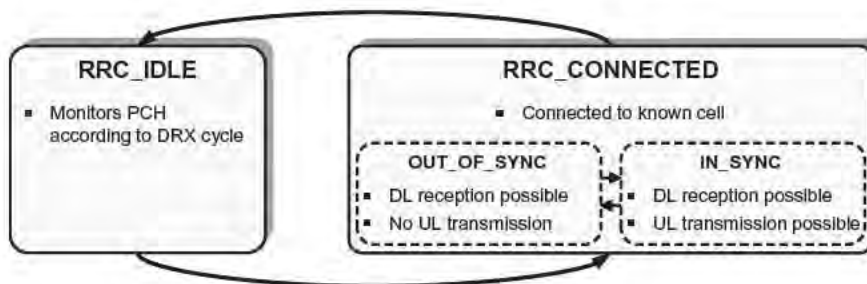 RRC_IDLE
▪ Monitors PCH
according to DRX cycle
RRC_CONNECTED
▪ Connected to known cell
OUT_OF_SYNC
▪ DL reception possible
▪ No UL transmission
IN_SYNC
▪ DL reception possible
▪ UL transmission possible